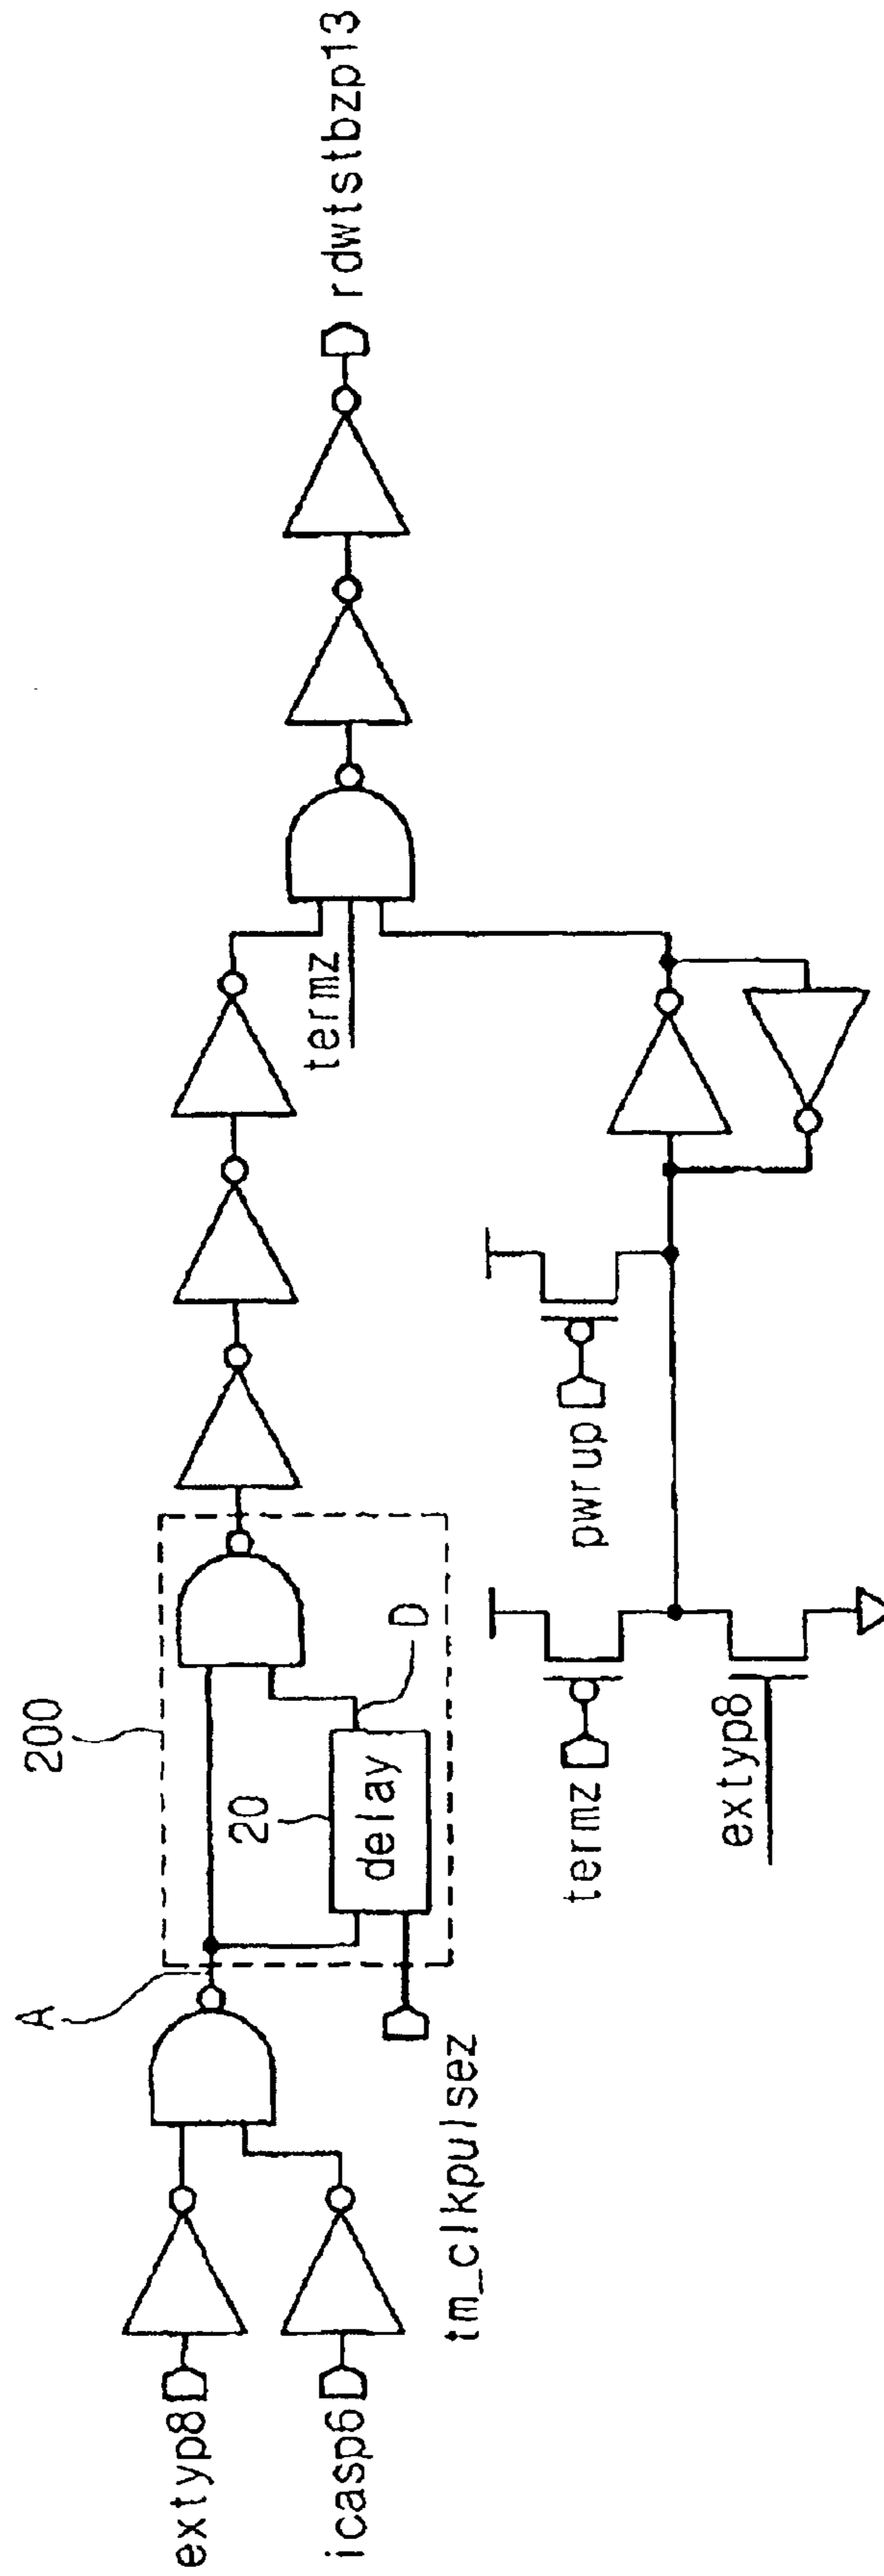 extyp8
icasp6
tm_clkpulsez
A
200
20
delay
D
termz
rdwtstbzp13
termz
extyp8
pwrup